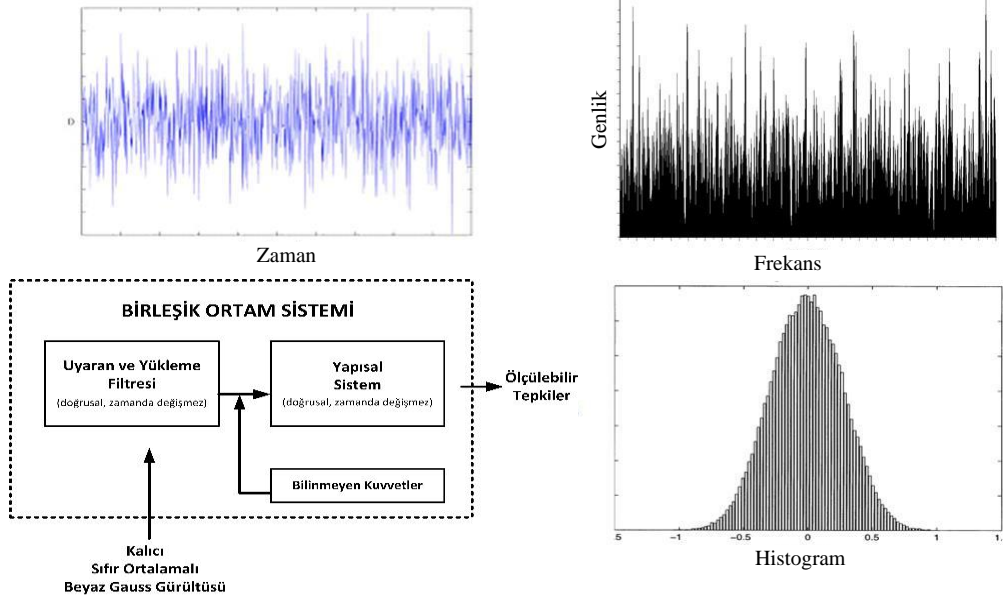 D
Zaman
Genlik
Frekans
BİRLEŞİK ORTAM SİSTEMİ
Uyaran ve Yükleme
Filtresi
(doğrusal, zamanda değişmez)
Yapısal
Sistem
(doğrusal, zamanda değişmez)
Ölçülebilir
Tepkiler
Bilinmeyen Kuvvetler
Kalıcı
Sıfır Ortalamalı
Beyaz Gauss Gürültüsü
.5 -1 -0.5 0 0.5 1 1.
Histogram